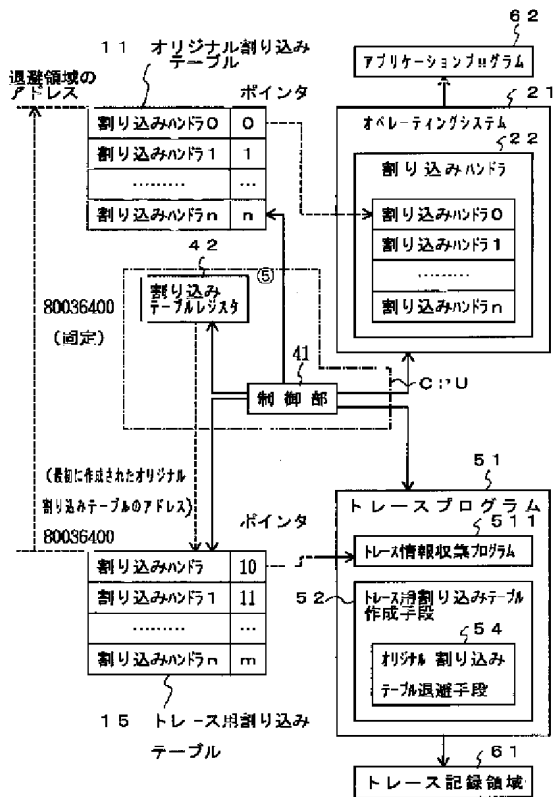 11 オリジナル割り込み
テーブル
退避領域の
アドレス
ポインタ
割り込みハンドラ0 0
割り込みハンドラ1 1
……… …
割り込みハンドラn n
62
アプリケーションプログラム
21
オペレーティングシステム
22
割り込みハンドラ
割り込みハンドラ0
割り込みハンドラ1
………
割り込みハンドラn
42
⑤
割り込み
テーブルレジスタ
80036400
(固定)
41
制御部
CPU
(最初に作成されたオリジナル
割り込みテーブルのアドレス)
80036400
ポインタ
割り込みハンドラ 10
割り込みハンドラ1 11
……… …
割り込みハンドラn m
15 トレース用割り込み
テーブル
51
トレースプログラム
511
トレース情報収集プログラム
52
トレース用割り込みテーブル
作成手段
54
オリジナル 割り込み
テーブル退避手段
61
トレース記録領域